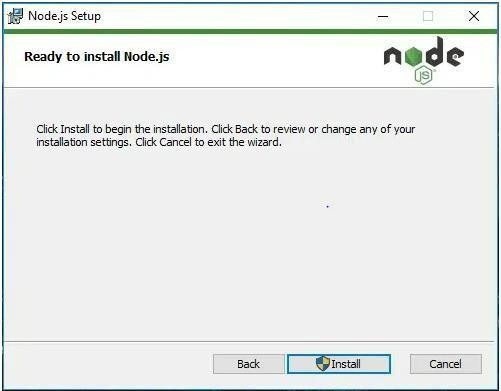 Node.js Setup
Ready to install Node.js
node
JS
Click Install to begin the installation. Click Back to review or change any of your
installation settings. Click Cancel to exit the wizard.
Back
Install
Cancel